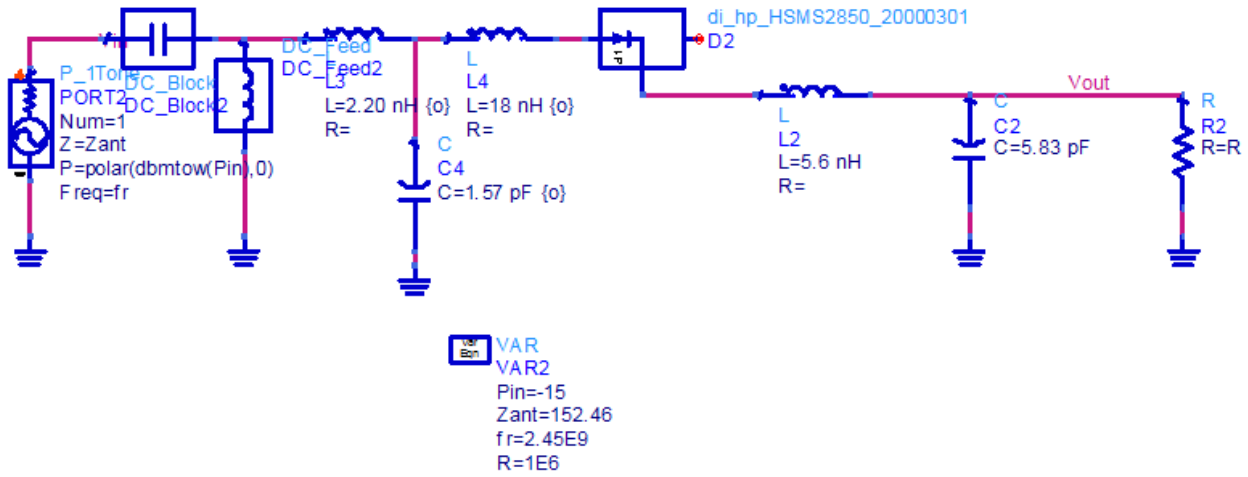 di_hp_HSMS2850_20000301
D2
P_1Tone
PORT2
Num=1
Z=Zant
P=polar(dbmtow(Pin),0)
Freq=fr
DC_Block
DC_Block2
DC_Feed
DC_Feed2
L3
L=2.20 nH {o}
R=
L
L4
L=18 nH {o}
R=
C
C4
C=1.57 pF {o}
L
L2
L=5.6 nH
R=
Vout
C
C2
C=5.83 pF
R
R2
R=R
Var
Eqn
VAR
VAR2
Pin=-15
Zant=152.46
fr=2.45E9
R=1E6